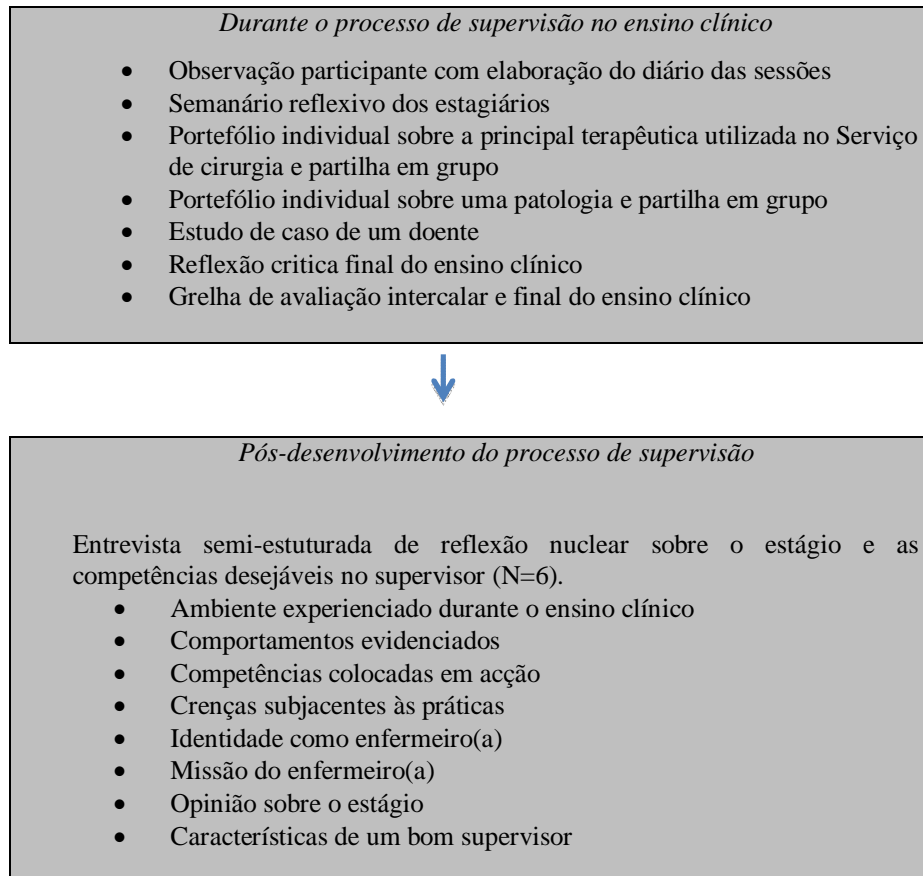 Durante o processo de supervisão no ensino clínico
• Observação participante com elaboração do diário das sessões
• Semanário reflexivo dos estagiários
• Portefólio individual sobre a principal terapêutica utilizada no Serviço
de cirurgia e partilha em grupo
• Portefólio individual sobre uma patologia e partilha em grupo
• Estudo de caso de um doente
• Reflexão critica final do ensino clínico
• Grelha de avaliação intercalar e final do ensino clínico
Pós-desenvolvimento do processo de supervisão
Entrevista semi-estuturada de reflexão nuclear sobre o estágio e as
competências desejáveis no supervisor (N=6).
• Ambiente experienciado durante o ensino clínico
• Comportamentos evidenciados
• Competências colocadas em acção
• Crenças subjacentes às práticas
• Identidade como enfermeiro(a)
• Missão do enfermeiro(a)
• Opinião sobre o estágio
• Características de um bom supervisor